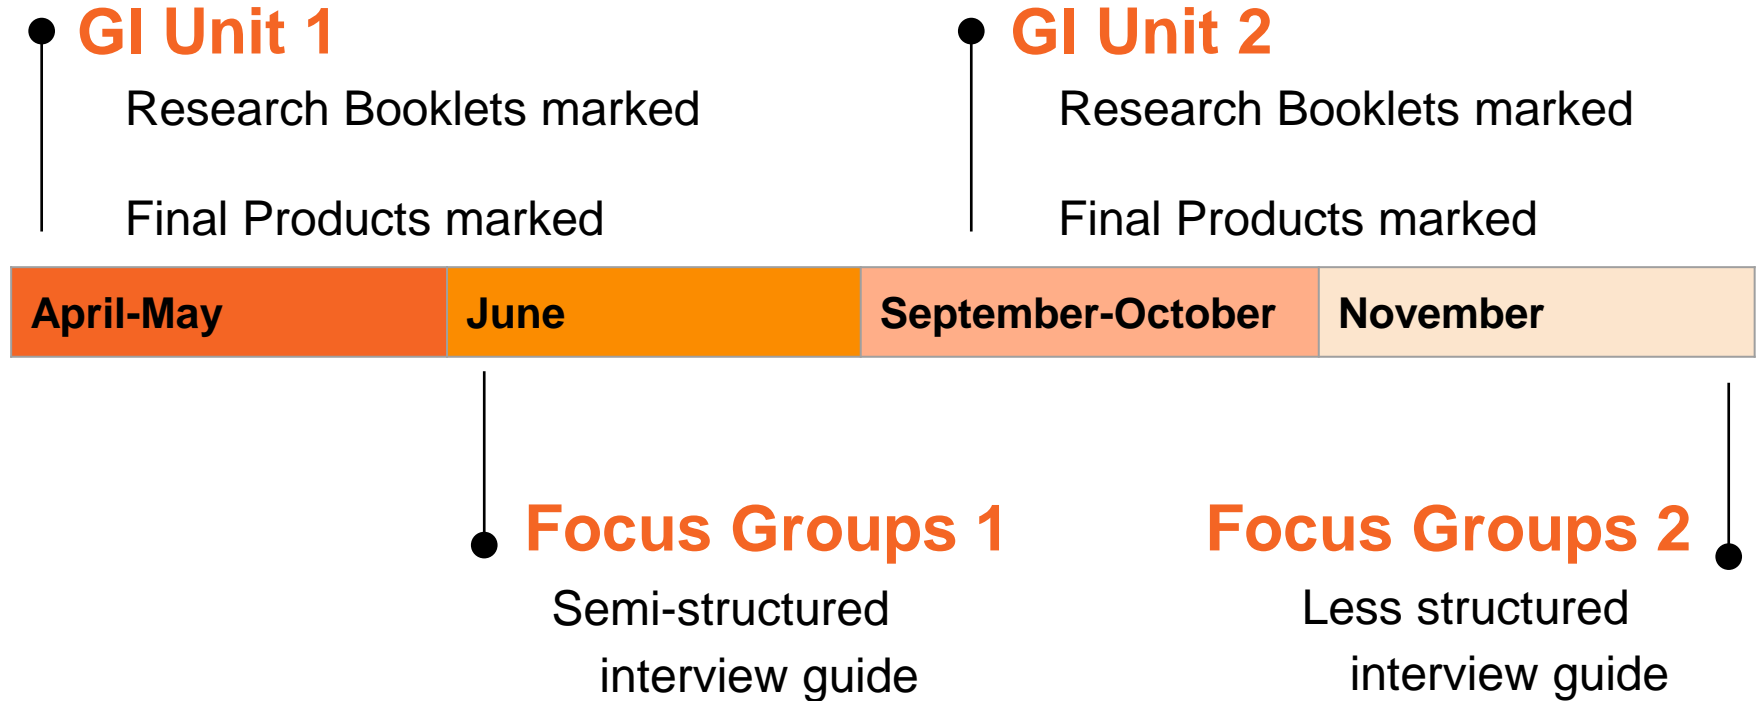 GI Unit 1
Research Booklets marked
Final Products marked
GI Unit 2
Research Booklets marked
Final Products marked
April-May
June
September-October
November
Focus Groups 1
Semi-structured
interview guide
Focus Groups 2
Less structured
interview guide